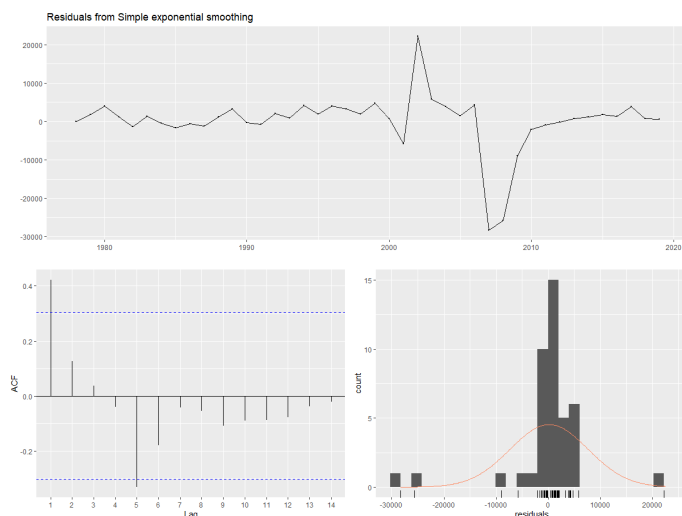 Residuals from Simple exponential smoothing
20000
10000
0
-10000
-20000
-30000
1980
1990
2000
2010
2020
ACF
0.4
0.2
0.0
-0.2
1 2 3 4 5 6 7 8 9 10 11 12 13 14
Lag
count
15
10
5
0
-30000 -20000 -10000 0 10000 20000
residuals